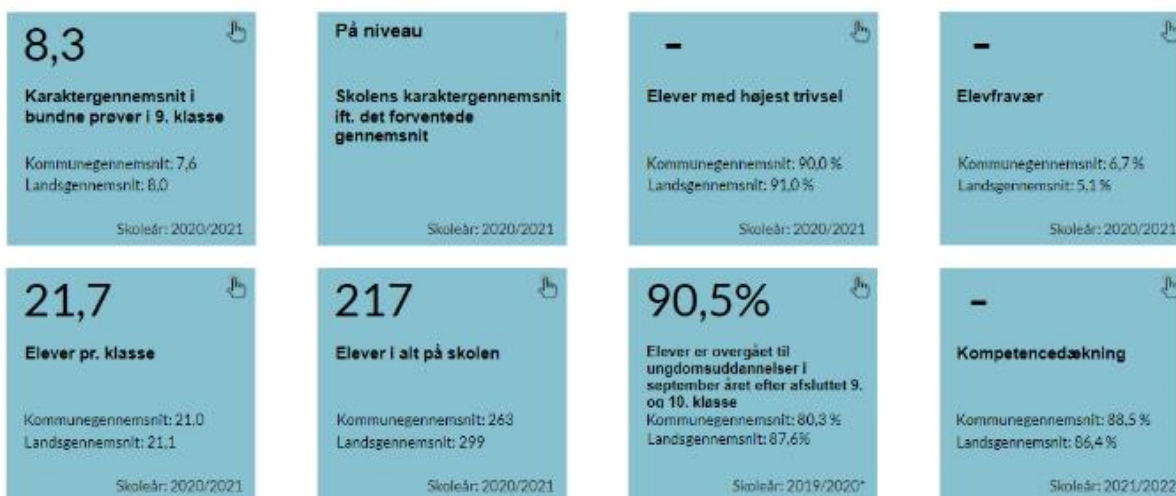 8,3
Karaktergennemsnit i
bundne prøver i 9. klasse
Kommunegennemsnit: 7,6
Landsgennemsnit: 8,0
Skoleår: 2020/2021
På niveau
Skolens karaktergennemsnit
ift. det forventede
gennemsnit
Skoleår: 2020/2021
-
Elever med højest trivsel
Kommunegennemsnit: 90,0 %
Landsgennemsnit: 91,0 %
Skoleår: 2020/2021
-
Elevfravær
Kommunegennemsnit: 6,7 %
Landsgennemsnit: 5,1 %
Skoleår: 2020/2021
21,7
Elever pr. klasse
Kommunegennemsnit: 21,0
Landsgennemsnit: 21,1
Skoleår: 2020/2021
217
Elever i alt på skolen
Kommunegennemsnit: 263
Landsgennemsnit: 299
Skoleår: 2020/2021
90,5%
Elever er overgået til
ungdomsuddannelser i
september året efter afsluttet 9.
og 10. klasse
Kommunegennemsnit: 80,3 %
Landsgennemsnit: 87,6%
Skoleår: 2019/2020*
-
Kompetencedækning
Kommunegennemsnit: 88,5 %
Landsgennemsnit: 86,4 %
Skoleår: 2021/2022